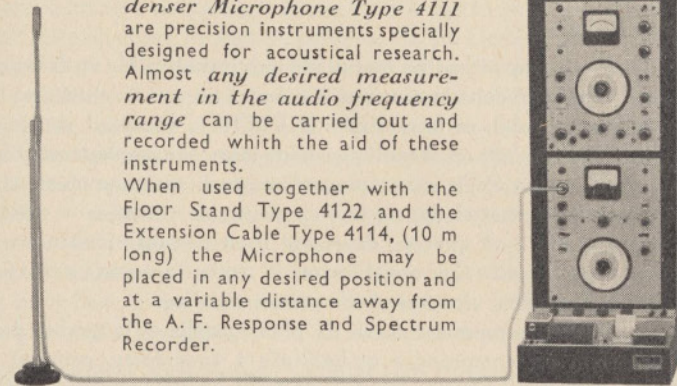 denser Microphone Type 4111
are precision instruments specially
designed for acoustical research.
Almost any desired measure-
ment in the audio frequency
range can be carried out and
recorded whith the aid of these
instruments.
When used together with the
Floor Stand Type 4122 and the
Extension Cable Type 4114, (10 m
long) the Microphone may be
placed in any desired position and
at a variable distance away from
the A. F. Response and Spectrum
Recorder.